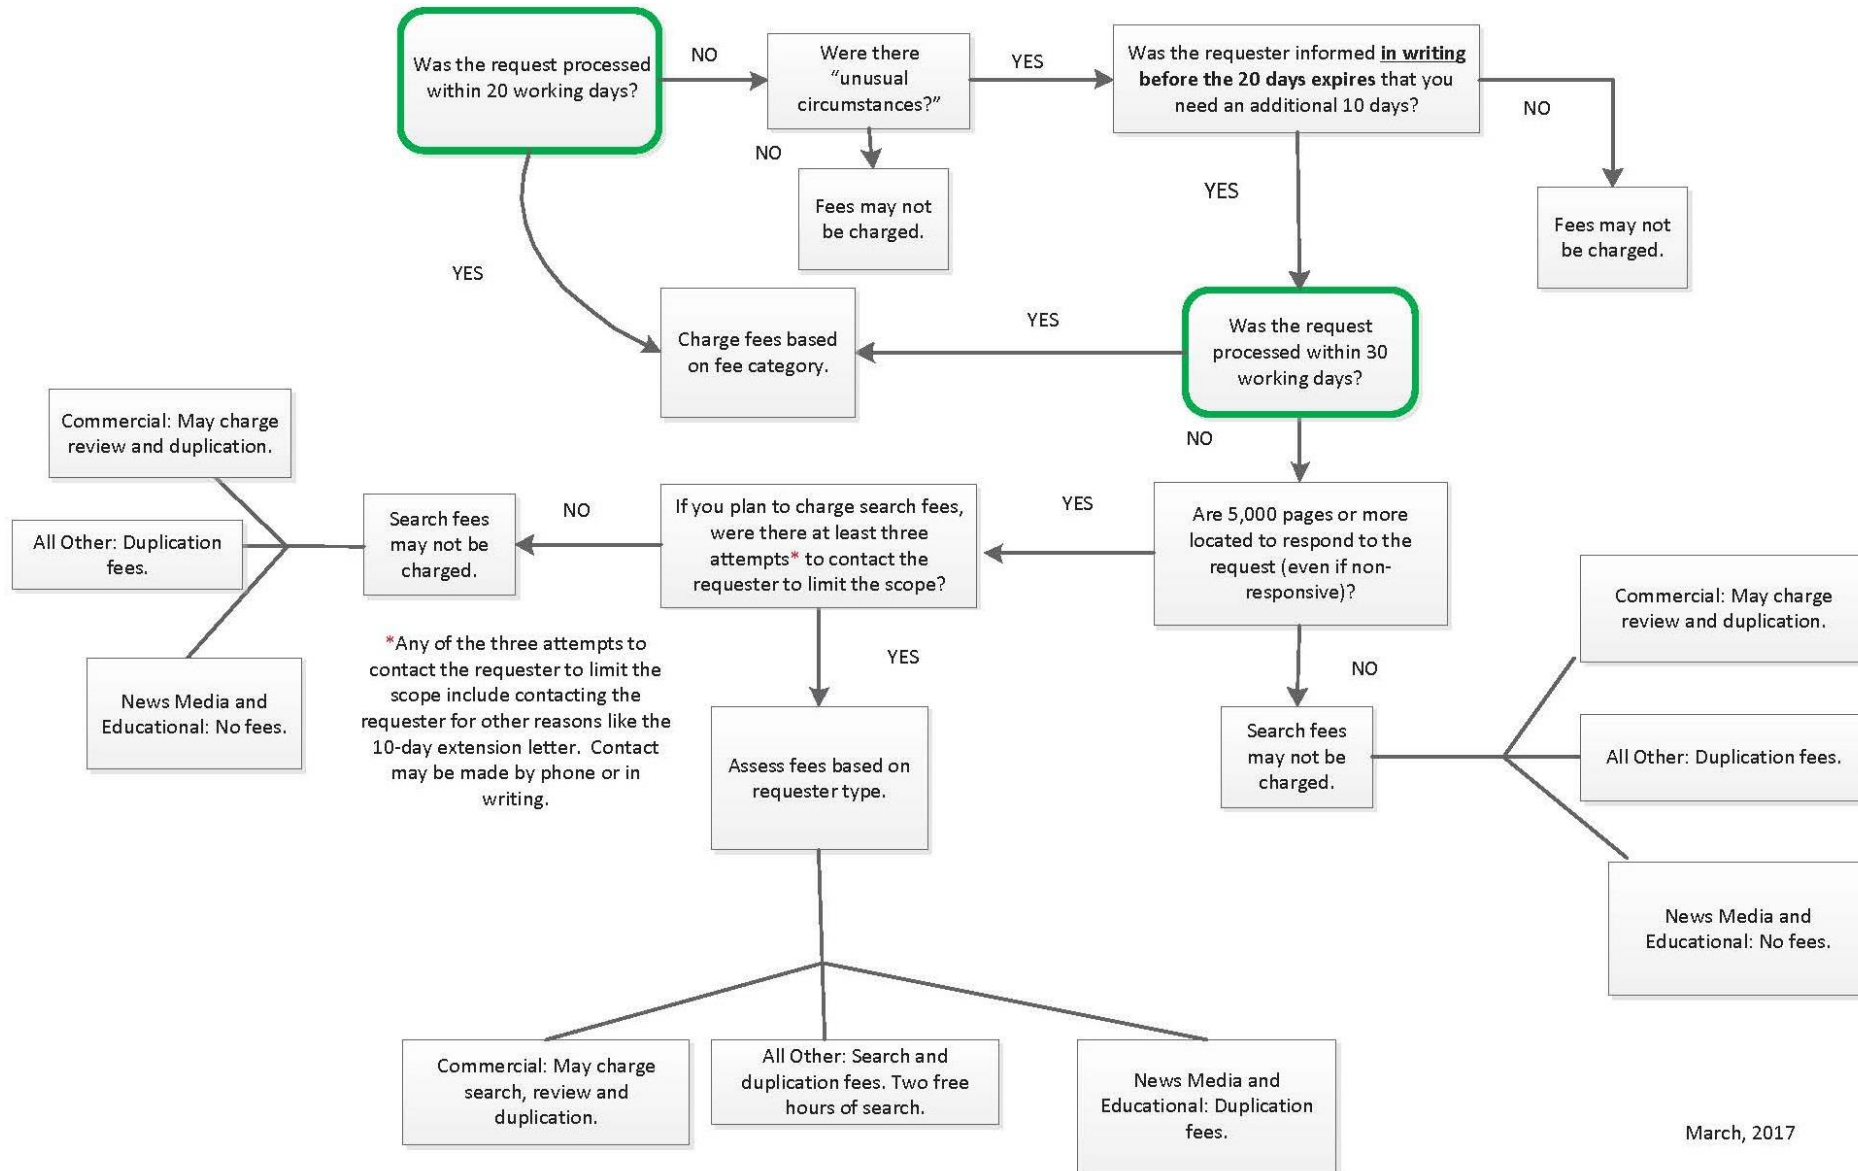 Was the request processed
within 20 working days?
NO
Were there
“unusual
circumstances?”
YES
Was the requester informed in writing
before the 20 days expires that you
need an additional 10 days?
NO
NO
Fees may not
be charged.
YES
Fees may not
be charged.
YES
Charge fees based
on fee category.
YES
Was the request
processed within 30
working days?
NO
Commercial: May charge
review and duplication.
All Other: Duplication
fees.
News Media and
Educational: No fees.
Search fees
may not be
charged.
NO
If you plan to charge search fees,
were there at least three
attempts* to contact the
requester to limit the scope?
YES
Are 5,000 pages or more
located to respond to the
request (even if non-
responsive)?
*Any of the three attempts to
contact the requester to limit the
scope include contacting the
requester for other reasons like the
10-day extension letter.  Contact
may be made by phone or in
writing.
YES
NO
Assess fees based on
requester type.
Search fees
may not be
charged.
Commercial: May charge
review and duplication.
All Other: Duplication fees.
News Media and
Educational: No fees.
Commercial: May charge
search, review and
duplication.
All Other: Search and
duplication fees. Two free
hours of search.
News Media and
Educational: Duplication
fees.
March, 2017